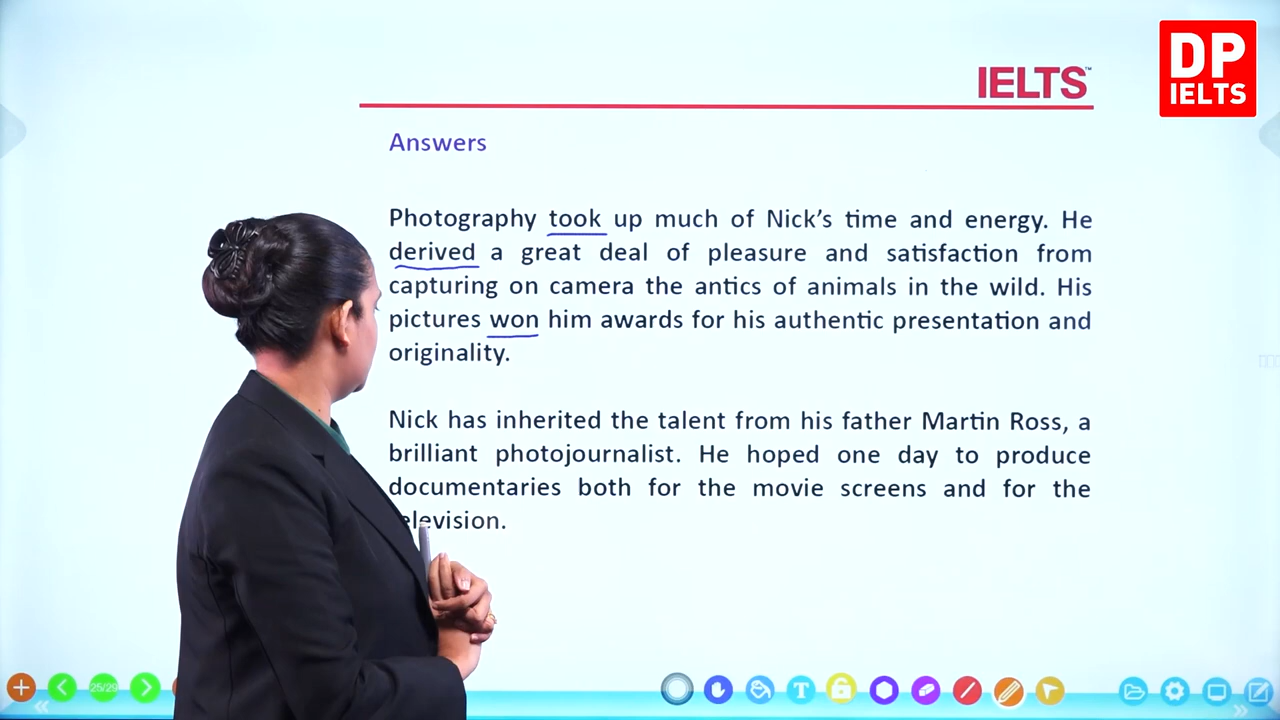 DP
IELTS
IELTS™
Answers
Photography took up much of Nick's time and energy. He
derived a great deal of pleasure and satisfaction from
capturing on camera the antics of animals in the wild. His
pictures won him awards for his authentic presentation and
originality.
Nick has inherited the talent from his father Martin Ross, a
brilliant photojournalist. He hoped one day to produce
documentaries both for the movie screens and for the
elevision.
25/29